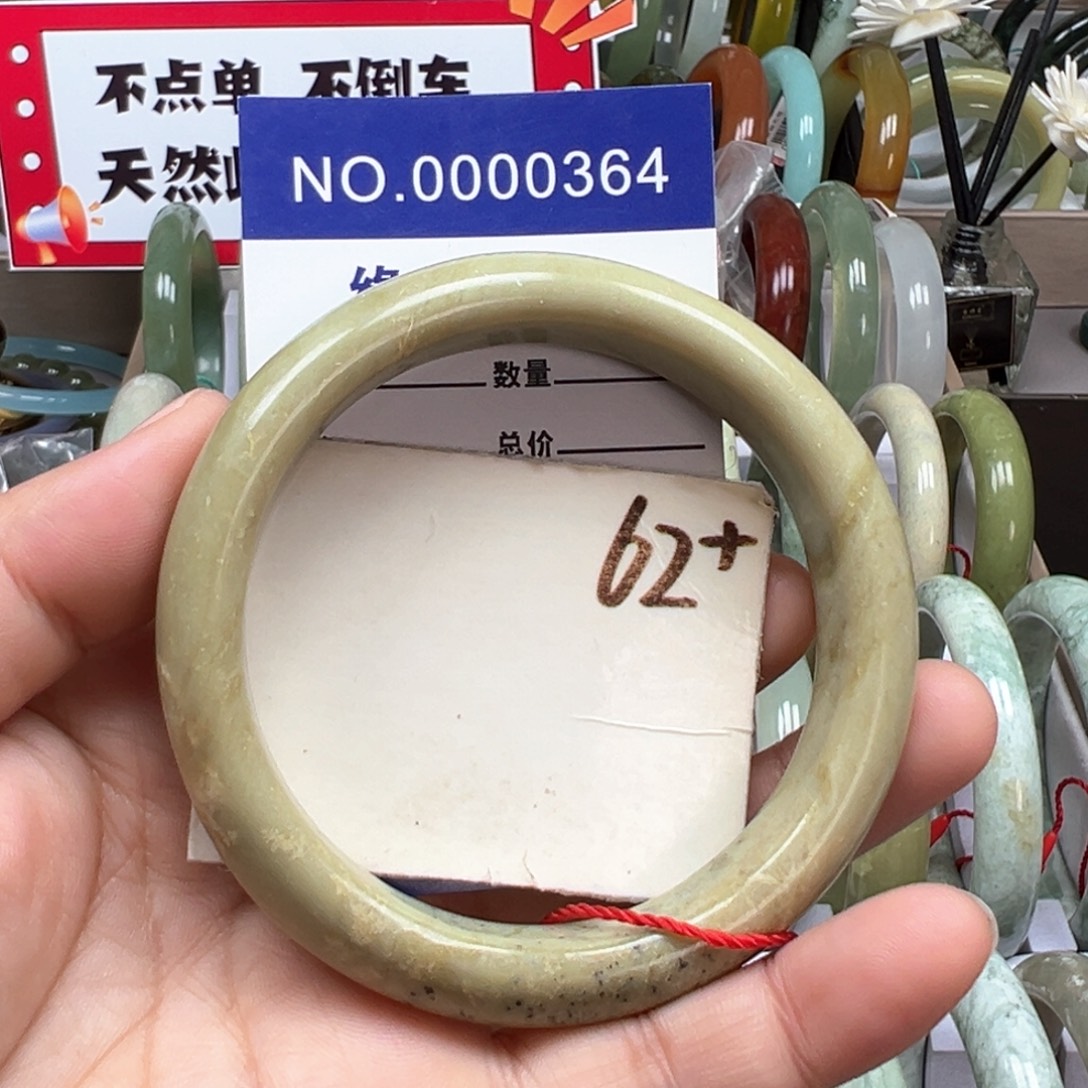 不点单 不倒车
天然
NO.0000364
数量
总价
62+